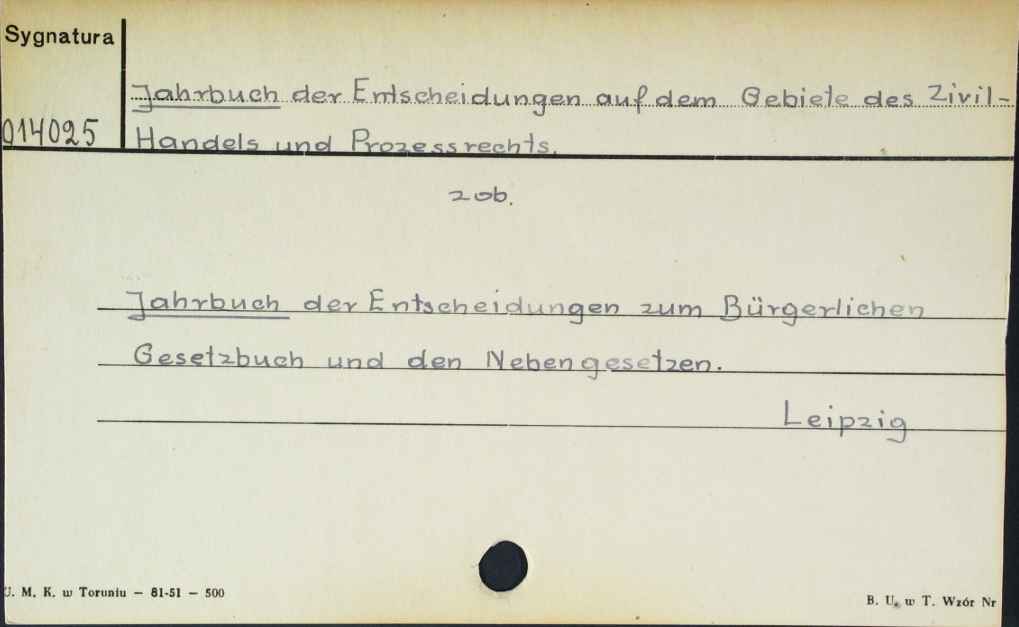 Sygnatura
Jahrbuch der Entscheidungen auf dem Gebiete des Zivil-
014025
Handels und Prozessrechts.
zob.
Jahrbuch der Entscheidungen zum Bürgerlichen
Gesetzbuch und den Nebengesetzen.
Leipzig
U. M. K. w Toruniu — 81-51 — 500
B. U. w T. Wzór Nr